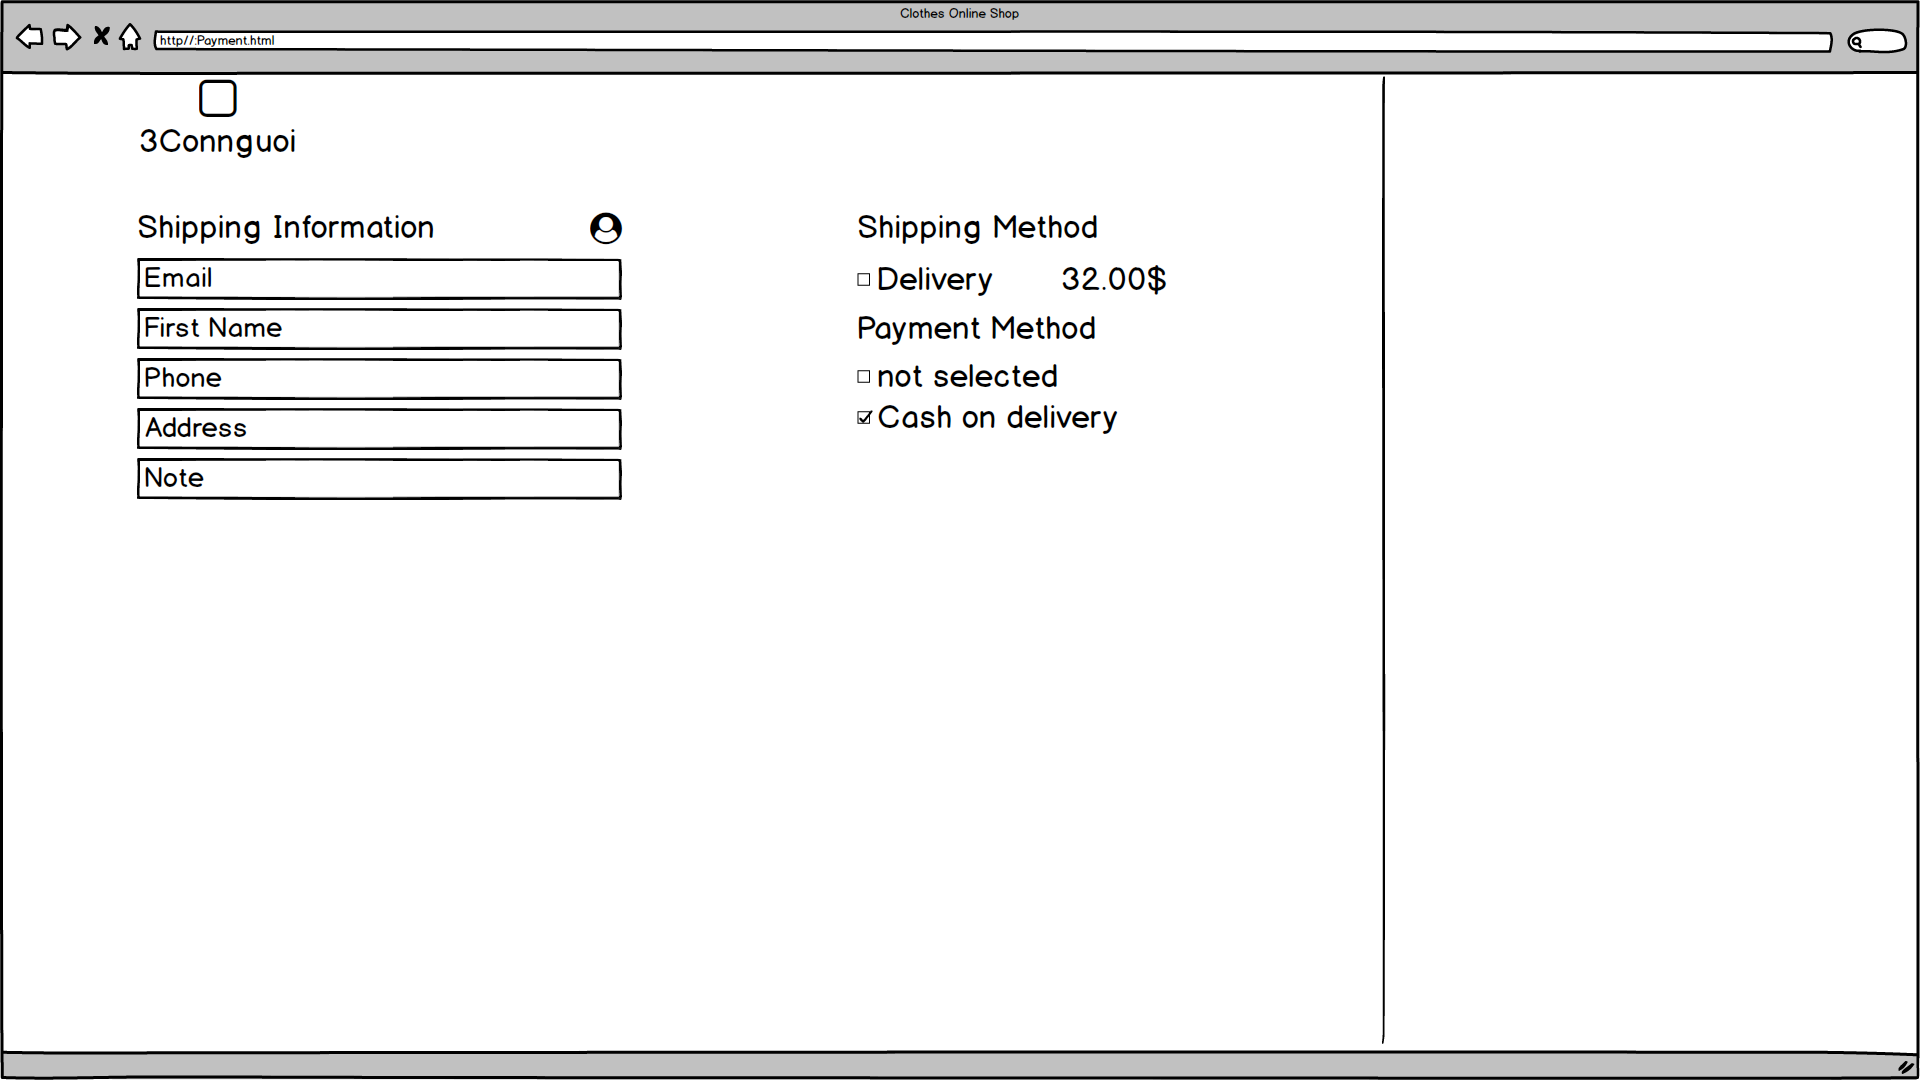 Clothes Online Shop
http//:Payment.html
3Connguoi
Shipping Information
Email
First Name
Phone
Address
Note
Shipping Method
Delivery 32.00$
Payment Method
not selected
Cash on delivery